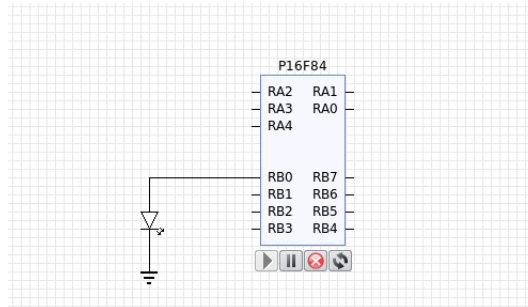 P16F84
RA2 RA1
RA3 RA0
RA4
RB0 RB7
RB1 RB6
RB2 RB5
RB3 RB4